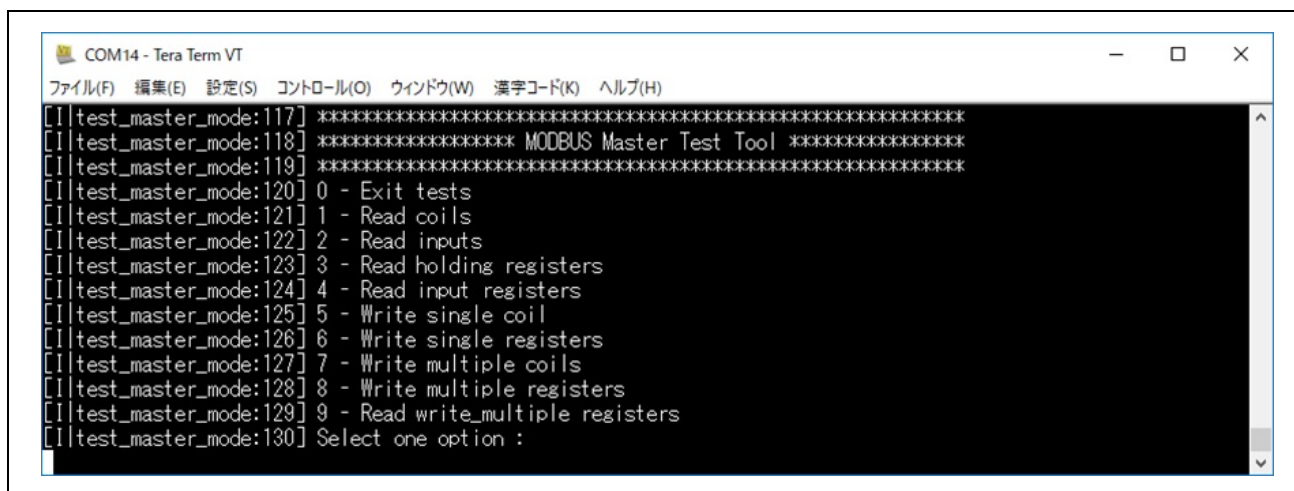 COM14 - Tera Term VT
ファイル(F) 編集(E) 設定(S) コントロール(O) ウィンドウ(W) 漢字コード(K) ヘルプ(H)
[I|test_master_mode:117] *******************************************************
[I|test_master_mode:118] ****************** MODBUS Master Test Tool ****************
[I|test_master_mode:119] *******************************************************
[I|test_master_mode:120] 0 - Exit tests
[I|test_master_mode:121] 1 - Read coils
[I|test_master_mode:122] 2 - Read inputs
[I|test_master_mode:123] 3 - Read holding registers
[I|test_master_mode:124] 4 - Read input registers
[I|test_master_mode:125] 5 - Write single coil
[I|test_master_mode:126] 6 - Write single registers
[I|test_master_mode:127] 7 - Write multiple coils
[I|test_master_mode:128] 8 - Write multiple registers
[I|test_master_mode:129] 9 - Read write_multiple registers
[I|test_master_mode:130] Select one option :